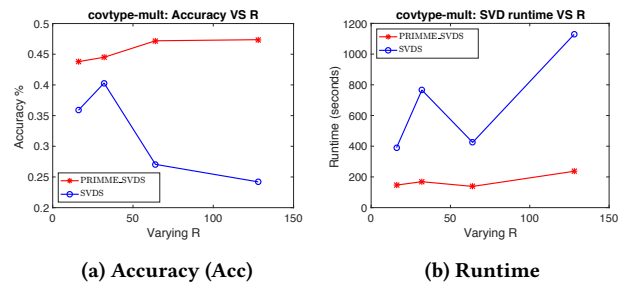 covtype-mult: Accuracy VS R
0.5
0.45
0.4
0.35
0.3
0.25
0.2
Accuracy %
PRIMME_SVDS
SVDS
0
50
100
150
Varying R
(a) Accuracy (Acc)
covtype-mult: SVD runtime VS R
1200
1000
800
600
400
200
0
Runtime (seconds)
PRIMME_SVDS
SVDS
0
50
100
150
Varying R
(b) Runtime